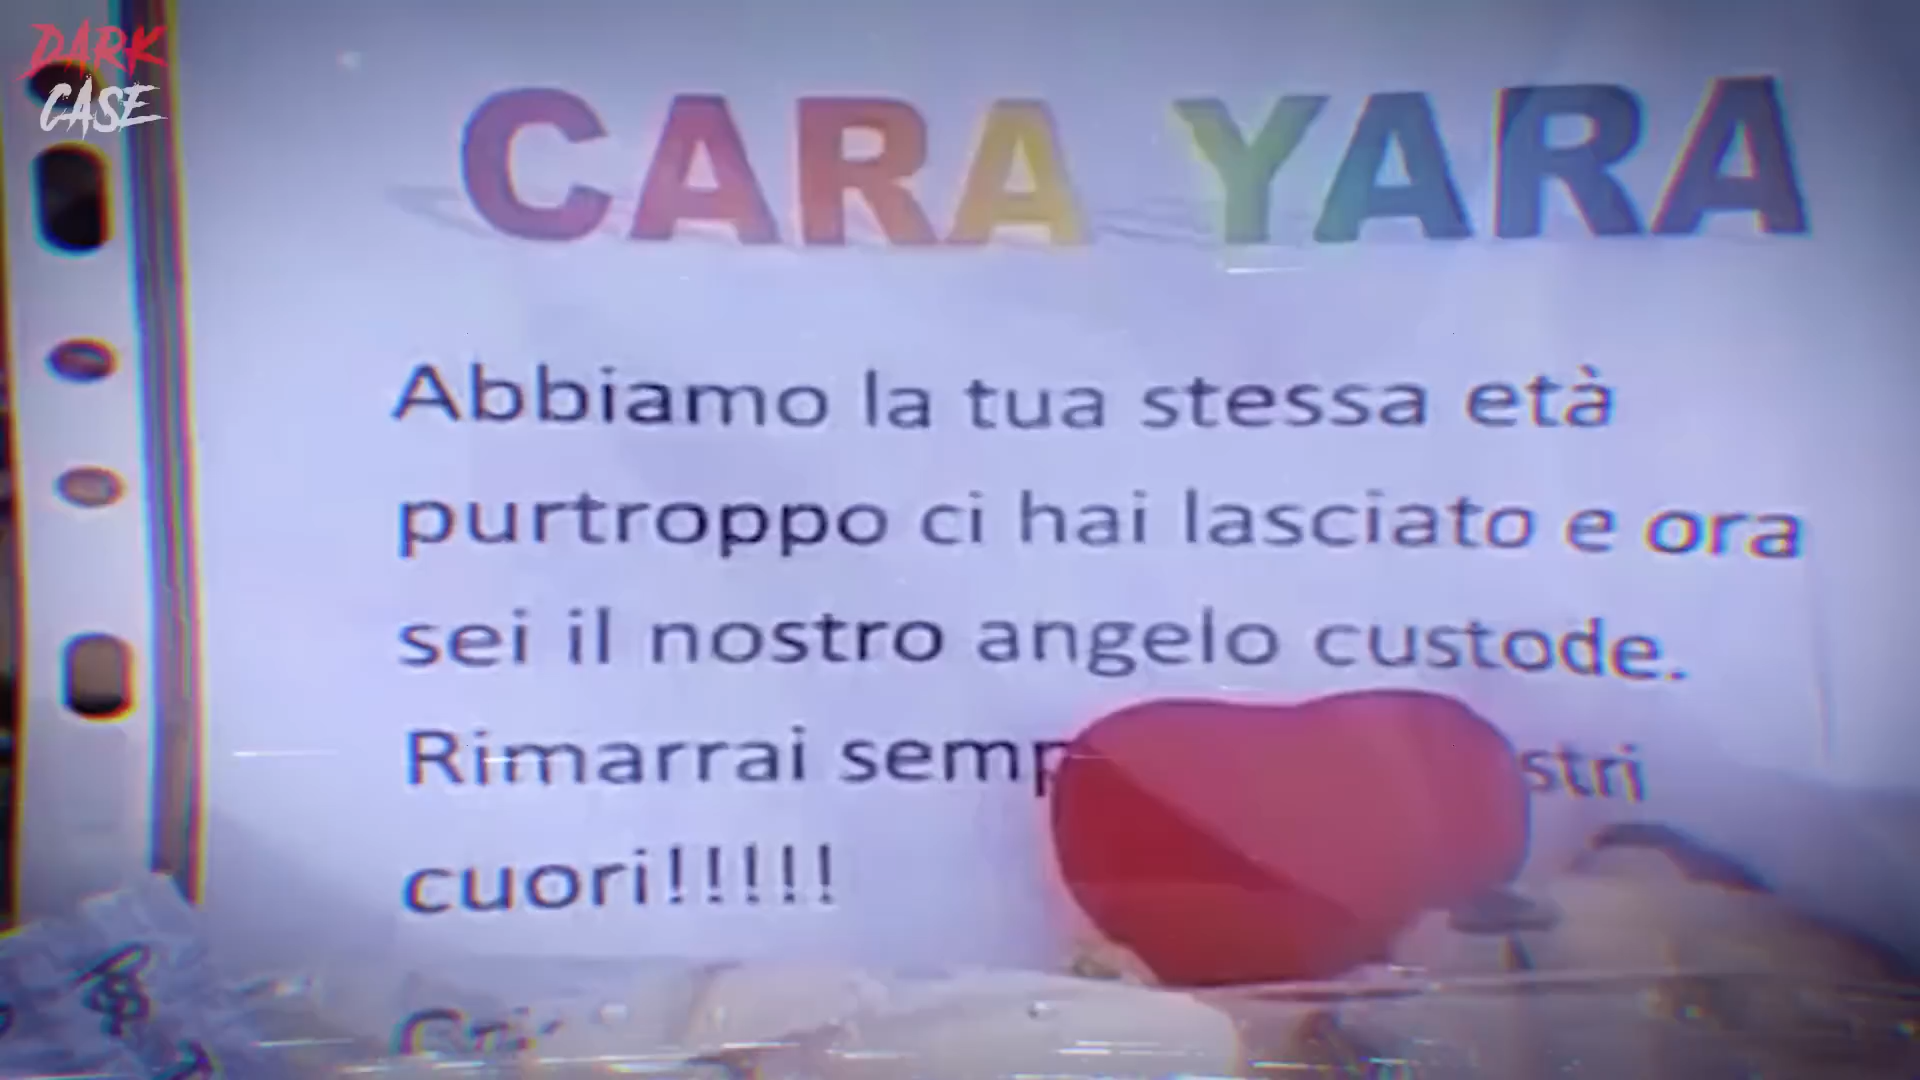 DARK
CASE
CARA YARA
Abbiamo la tua stessa età
purtroppo ci hai lasciato e ora
sei il nostro angelo custode.
Rimarrai
cuori!!!!!